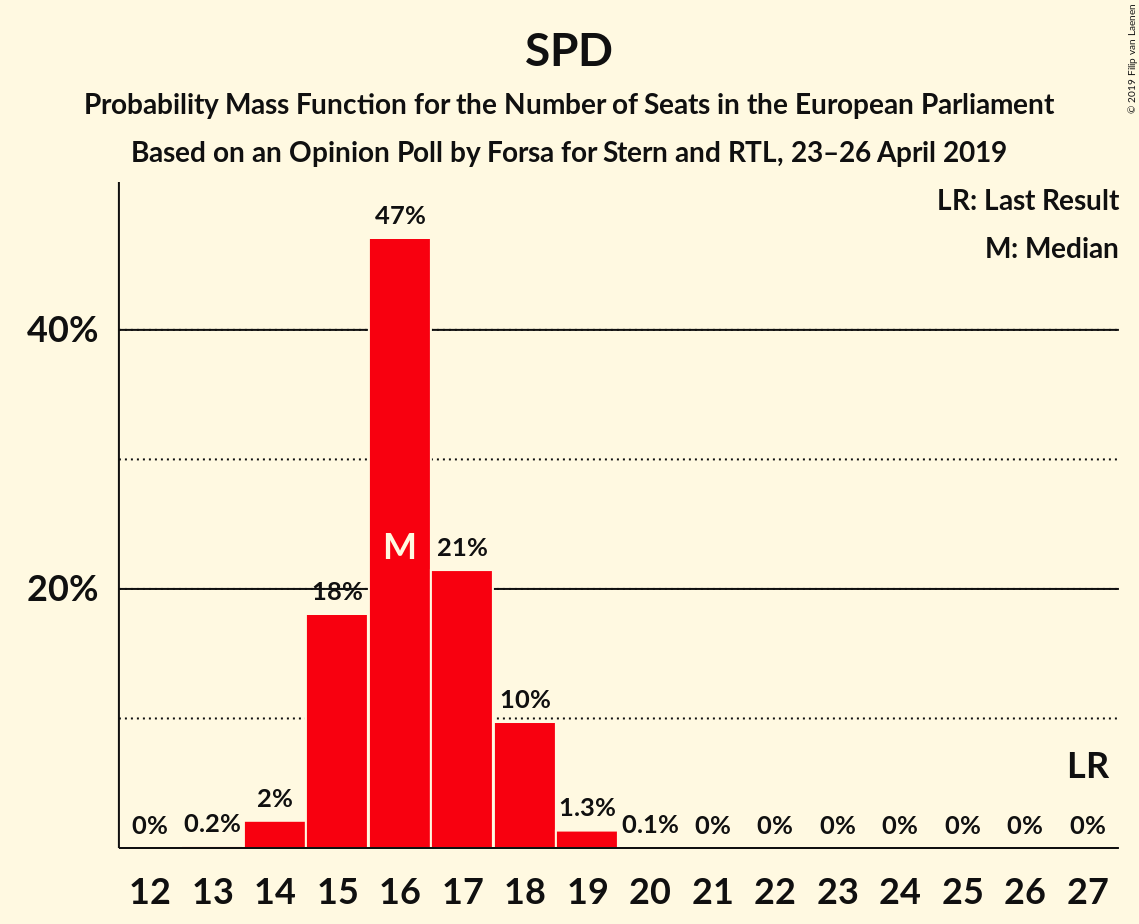 SPD
Probability Mass Function for the Number of Seats in the European Parliament
Based on an Opinion Poll by Forsa for Stern and RTL, 23–26 April 2019
© 2019 Filip van Laenen
LR: Last Result
M: Median
40%
20%
0% 0.2% 2% 18% 47% 21% 10% 1.3% 0.1% 0% 0% 0% 0% 0% 0% 0%
M
LR
12 13 14 15 16 17 18 19 20 21 22 23 24 25 26 27